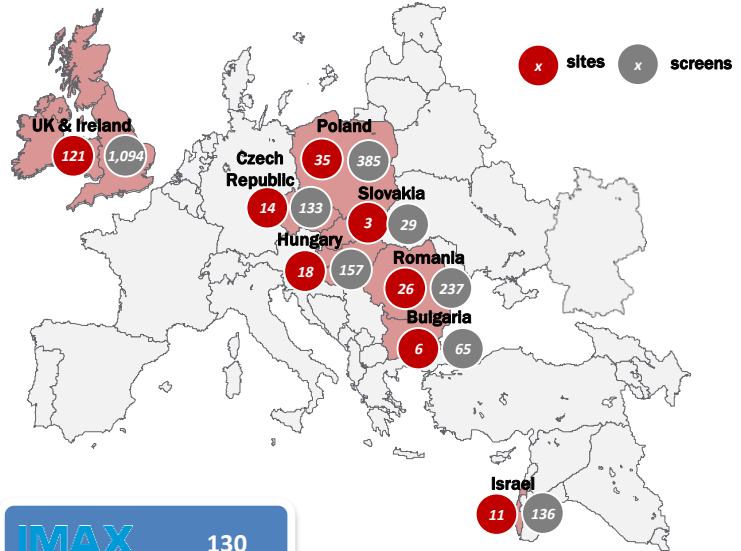 x sites x screens
UK & Ireland
121 1,094
Poland
35 385
Czech
Republic
14 133
Slovakia
3 29
Hungary
18 157
Romania
26 237
Bulgaria
6 65
Israel
11 136
IMAX 130